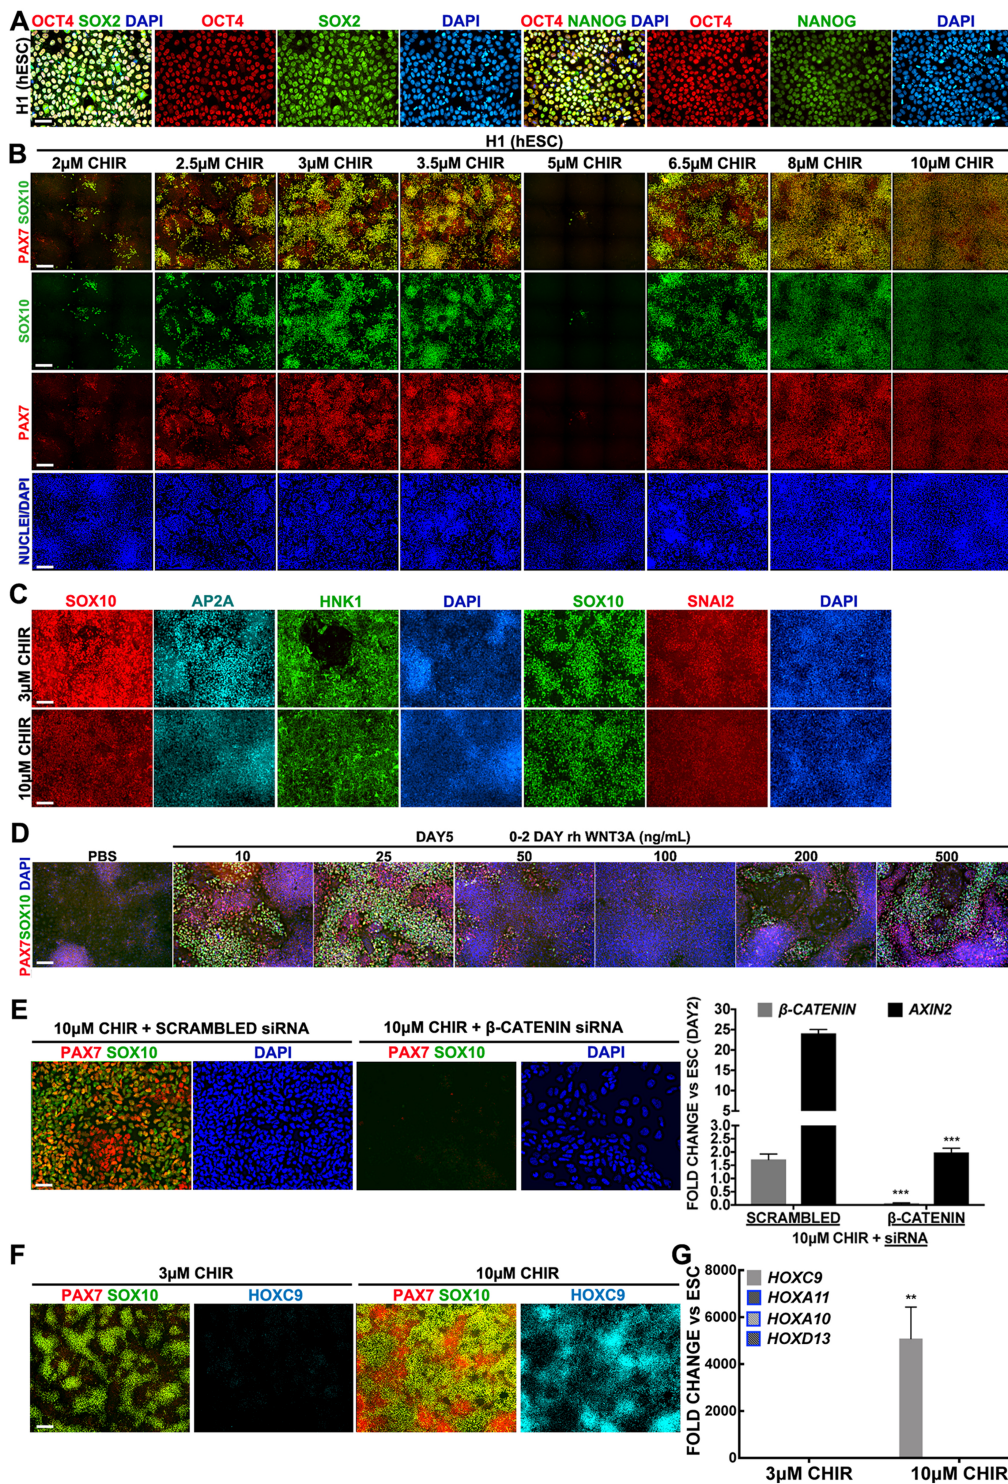 A
OCT4 SOX2 DAPI OCT4 SOX2 DAPI OCT4 NANOG DAPI OCT4 NANOG DAPI
H1 (hESC)
B
H1 (hESC)
2µM CHIR 2.5µM CHIR 3µM CHIR 3.5µM CHIR 5µM CHIR 6.5µM CHIR 8µM CHIR 10µM CHIR
PAX7 SOX10
SOX10
PAX7
NUCLEI/DAPI
C
SOX10 AP2A HNK1 DAPI SOX10 SNAI2 DAPI
3µM CHIR
10µM CHIR
D
DAY5 0-2 DAY rh WNT3A (ng/mL)
PBS 10 25 50 100 200 500
PAX7 SOX10 DAPI
E
10µM CHIR + SCRAMBLED siRNA 10µM CHIR + β-CATENIN siRNA
PAX7 SOX10 DAPI PAX7 SOX10 DAPI
β-CATENIN AXIN2
FOLD CHANGE vs ESC (DAY2)
30
25
20
15
10
5
3.0
2.5
2.0
1.5
1.0
0.5
0.0
***
***
SCRAMBLED β-CATENIN
10µM CHIR + siRNA
F
3µM CHIR 10µM CHIR
PAX7 SOX10 HOXC9 PAX7 SOX10 HOXC9
G
FOLD CHANGE vs ESC
8000
6000
4000
2000
0
HOXC9
HOXA11
HOXA10
HOXD13
**
3µM CHIR 10µM CHIR